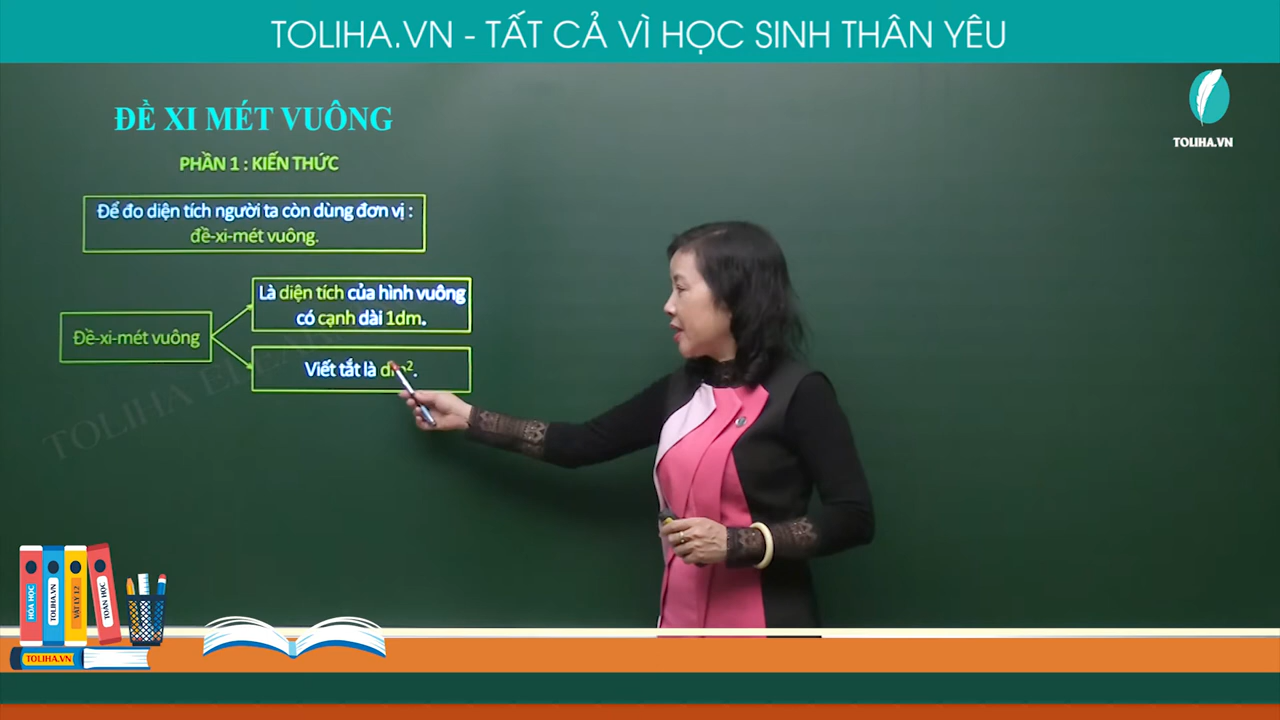 TOLIHA.VN - TẤT CẢ VÌ HỌC SINH THÂN YÊU
TOLIHA.VN
ĐỀ XI MÉT VUÔNG
PHẦN 1 : KIẾN THỨC
Để đo diện tích người ta còn dùng đơn vị :
đề-xi-mét vuông.
Là diện tích của hình vuông
có cạnh dài 1dm.
Đề-xi-mét vuông
Viết tắt là dm².
HÓA HỌC
TOLIHA.VN
VẬT LÝ 12
TOÁN HỌC
TOLIHA.VN